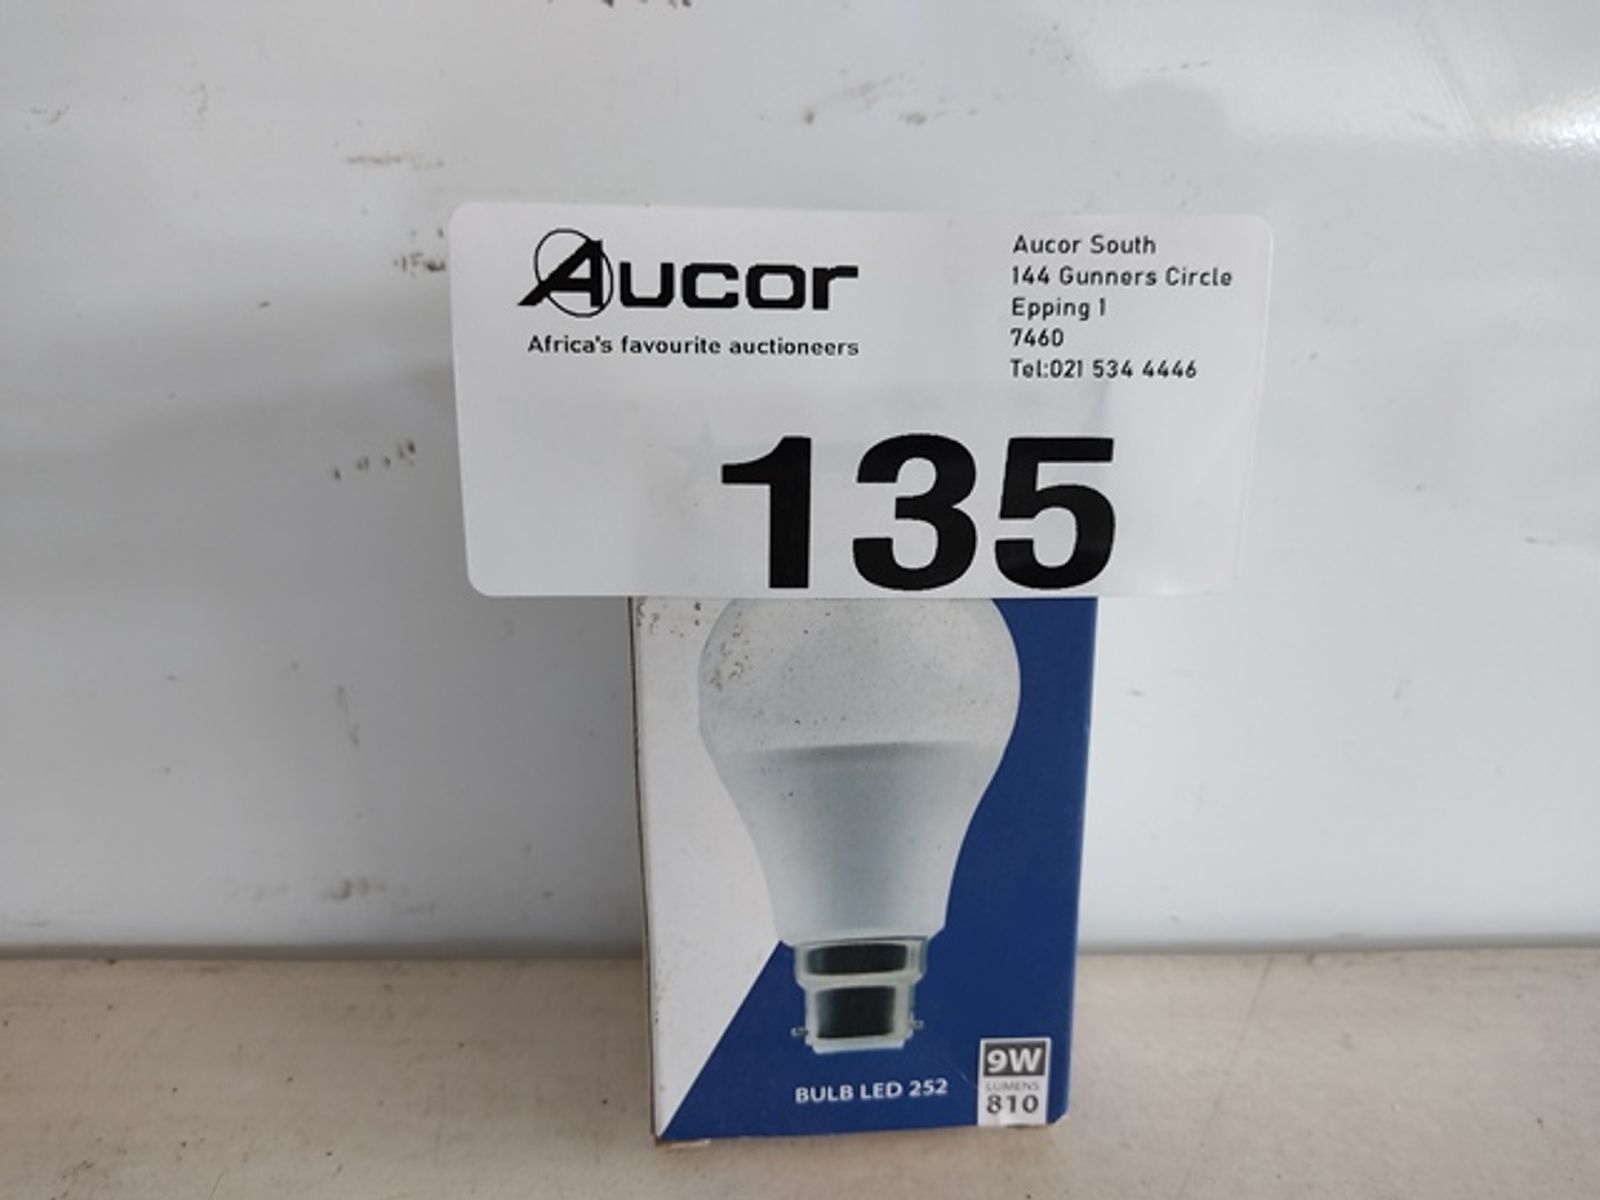 Aucor
Africa's favourite auctioneers
Aucor South
144 Gunners Circle
Epping 1
7460
Tel:021 534 4446
135
BULB LED 252
9W
LUMENS
810